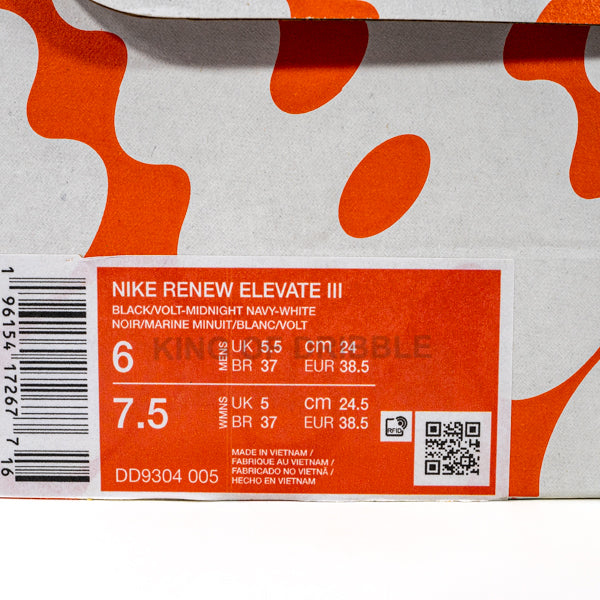 NIKE RENEW ELEVATE III
BLACK/VOLT-MIDNIGHT NAVY-WHITE
NOIR/MARINE MINUIT/BLANC/VOLT
KING OF DRIBBLE
6 MENS UK 5.5 cm 24
BR 37 EUR 38.5
7.5 WMNS UK 5 cm 24.5
BR 37 EUR 38.5
RFID
DD9304 005
MADE IN VIETNAM /
FABRIQUE AU VIETNAM /
FABRICADO NO VIETNÃ /
HECHO EN VIETNAM
1 96154 17267 7 16